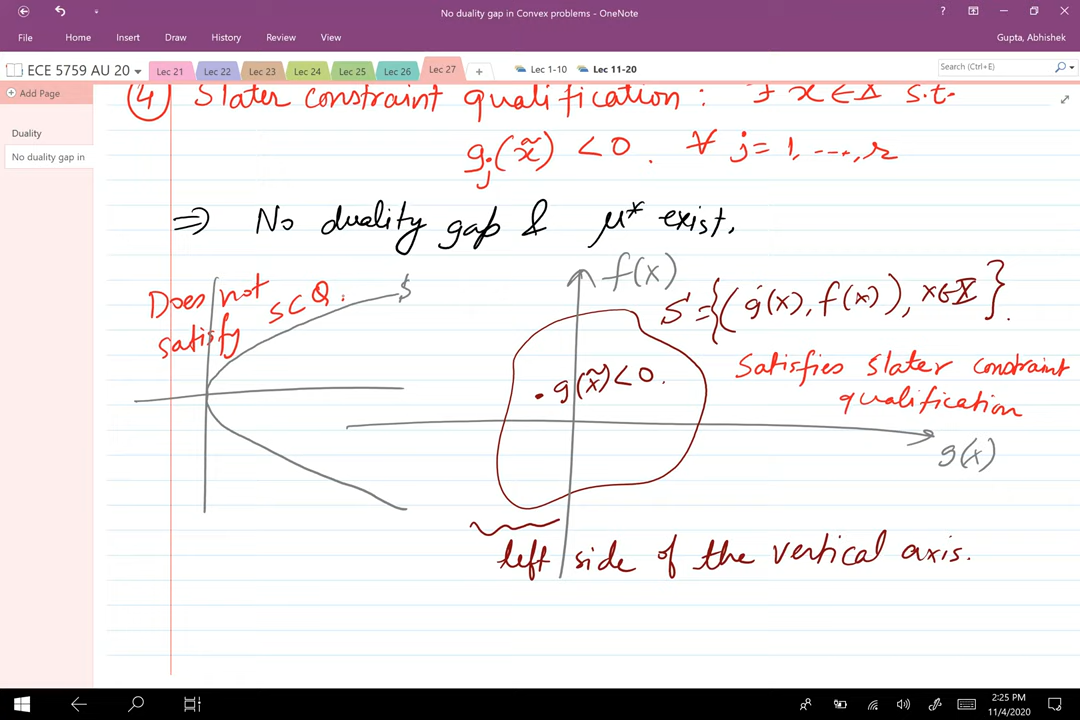 No duality gap in Convex problems - OneNote
File Home Insert Draw History Review View
Gupta, Abhishek
ECE 5759 AU 20 Lec 21 Lec 22 Lec 23 Lec 24 Lec 25 Lec 26 Lec 27 + Lec 1-10 Lec 11-20
Search (Ctrl+E)
Add Page
Duality
No duality gap in
④ Slater constraint qualification : ∃ x̃ ∈ X s.t.
gⱼ(x̃) < 0 . ∀ j = 1, ..., r
⇒ No duality gap & μ* exist.
Does not
satisfy SCQ.
S
f(x)
S = {(g(x), f(x)), x∈X}.
. g(x̃) < 0.
Satisfies Slater constraint
qualification
g(x)
left side of the vertical axis.
2:25 PM
11/4/2020